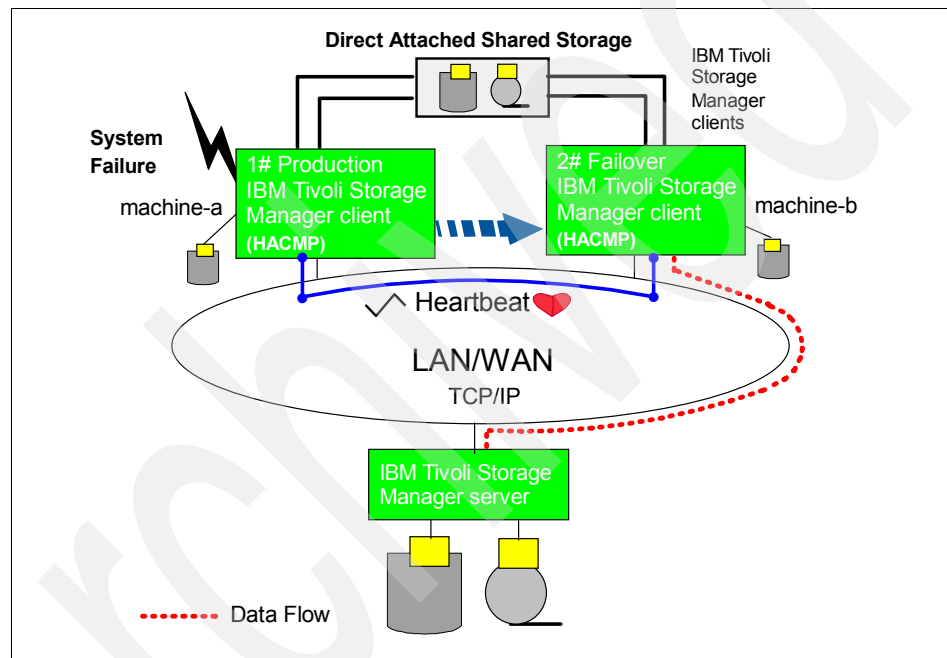 Direct Attached Shared Storage
IBM Tivoli
Storage
Manager
clients
System
Failure
1# Production
IBM Tivoli Storage
Manager client
(HACMP)
2# Failover
IBM Tivoli Storage
Manager client
(HACMP)
machine-a
machine-b
Heartbeat
LAN/WAN
TCP/IP
IBM Tivoli Storage
Manager server
Data Flow
rchived